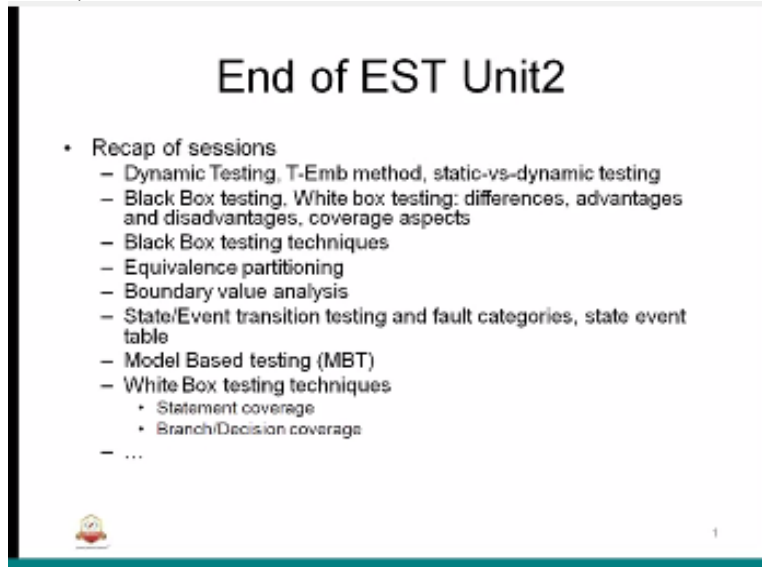 End of EST Unit2
• Recap of sessions
– Dynamic Testing, T-Emb method, static-vs-dynamic testing
– Black Box testing, White box testing: differences, advantages
and disadvantages, coverage aspects
– Black Box testing techniques
– Equivalence partitioning
– Boundary value analysis
– State/Event transition testing and fault categories, state event
table
– Model Based testing (MBT)
– White Box testing techniques
• Statement coverage
• Branch/Decision coverage
– ...
1